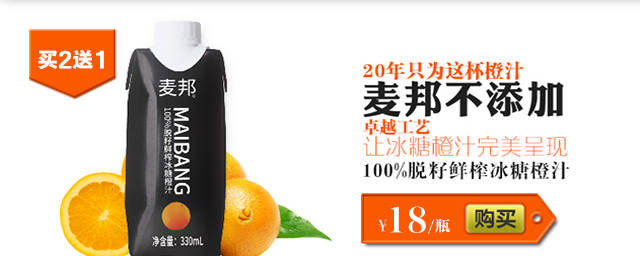 买2送1
麦邦
MAIBANG
100%脱籽鲜榨冰糖橙汁
净含量:330mL
20年只为这杯橙汁
麦邦不添加
卓越工艺
让冰糖橙汁完美呈现
100%脱籽鲜榨冰糖橙汁
¥18/瓶
购买